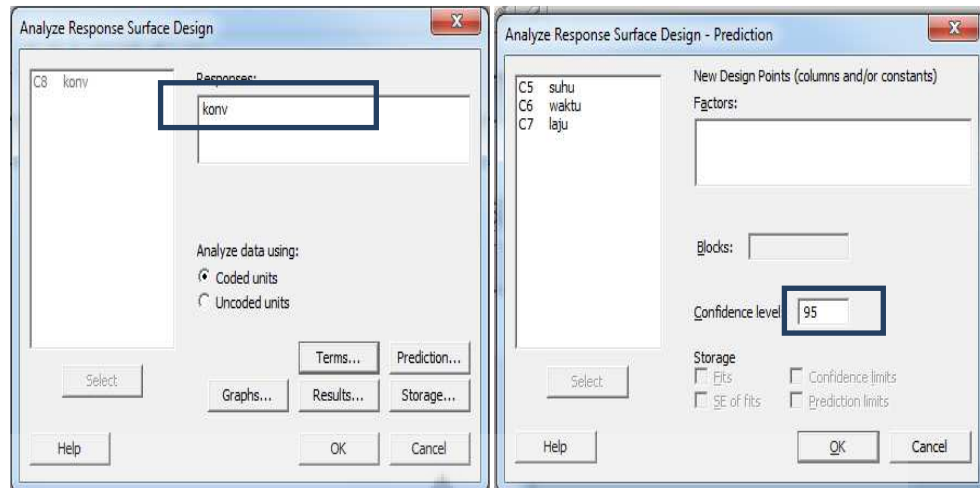 Analyze Response Surface Design
X
C8 konv
Responses:
konv
Analyze data using:
Coded units
Uncoded units
Select
Terms...
Prediction...
Graphs...
Results...
Storage...
Help
OK
Cancel
Analyze Response Surface Design - Prediction
X
C5 suhu
C6 waktu
C7 laju
New Design Points (columns and/or constants)
Factors:
Blocks:
Confidence level
95
Storage
Fits
Confidence limits
SE of fits
Prediction limits
Select
Help
OK
Cancel